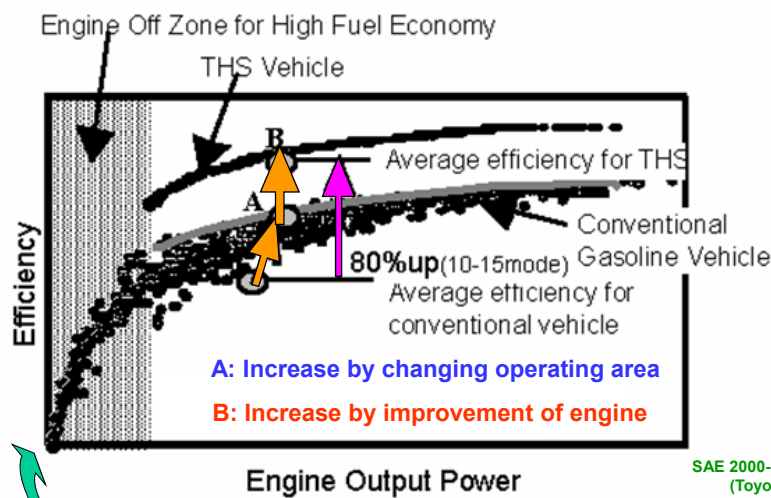 Engine Off Zone for High Fuel Economy
THS Vehicle
B
Average efficiency for THS
A
Conventional
Gasoline Vehicle
80%up(10-15mode)
Average efficiency for
conventional vehicle
Efficiency
A: Increase by changing operating area
B: Increase by improvement of engine
Engine Output Power
SAE 2000-
(Toyo